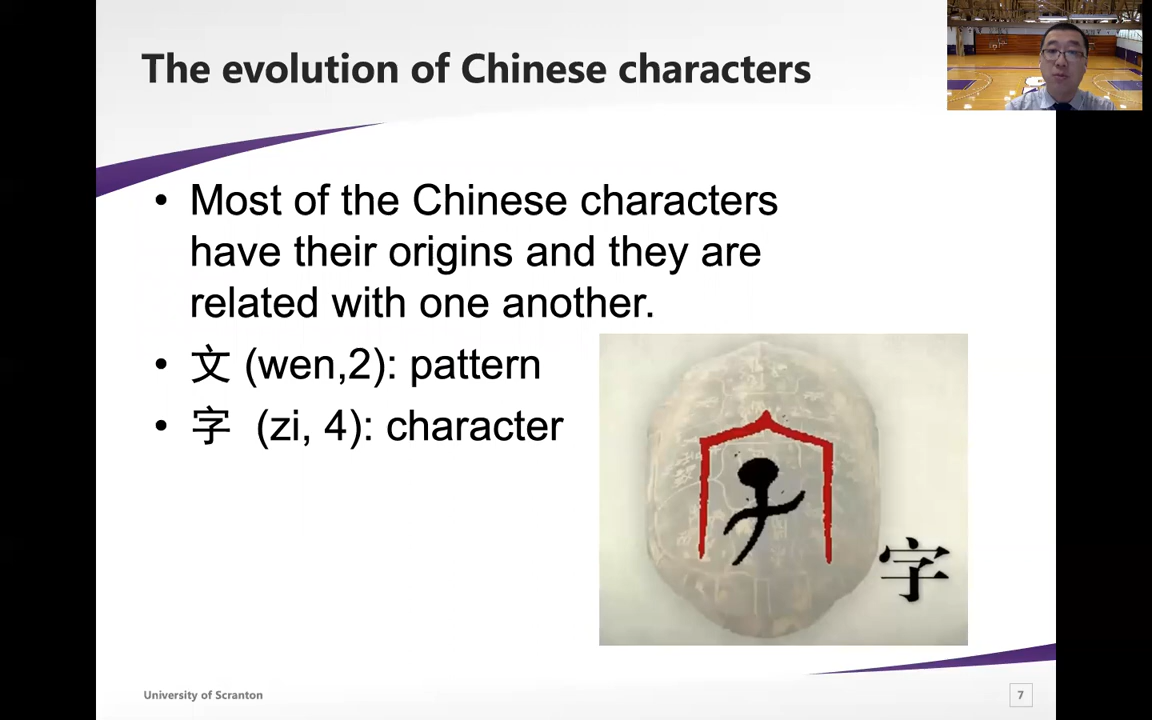 The evolution of Chinese characters
• Most of the Chinese characters
have their origins and they are
related with one another.
• 文 (wen,2): pattern
• 字 (zi, 4): character
字
University of Scranton
7